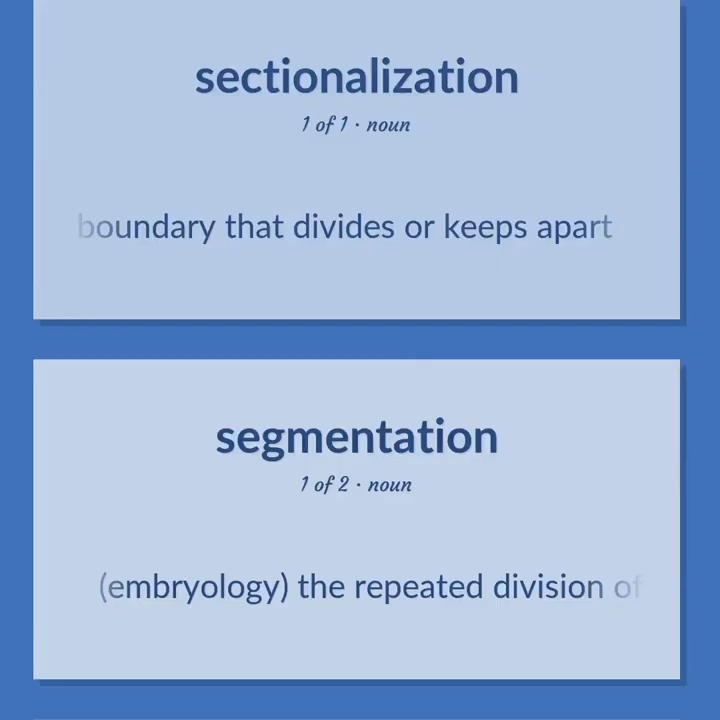 sectionalization
1 of 1 · noun
boundary that divides or keeps apart
segmentation
1 of 2 · noun
(embryology) the repeated division of